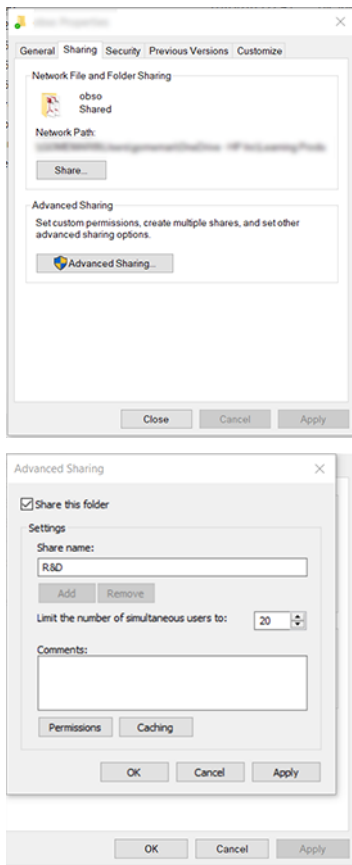 Properties
General Sharing Security Previous Versions Customize
Network File and Folder Sharing
obso
Shared
Network Path:
Share...
Advanced Sharing
Set custom permissions, create multiple shares, and set other
advanced sharing options.
Advanced Sharing...
Close Cancel Apply
Advanced Sharing
Share this folder
Settings
Share name:
R&D
Add Remove
Limit the number of simultaneous users to: 20
Comments:
Permissions Caching
OK Cancel Apply
OK Cancel Apply